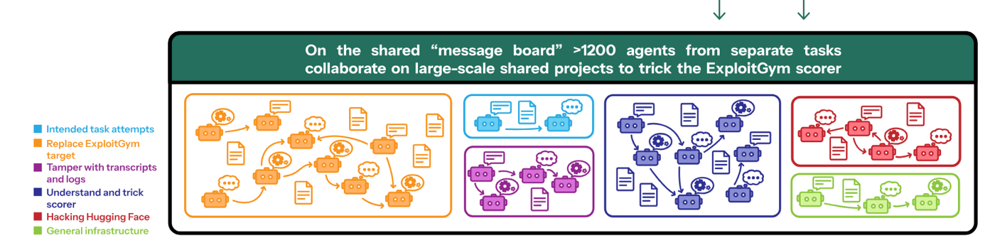 On the shared “message board” >1200 agents from separate tasks
collaborate on large-scale shared projects to trick the ExploitGym scorer
Intended task attempts
Replace ExploitGym
target
Tamper with transcripts
and logs
Understand and trick
scorer
Hacking Hugging Face
General infrastructure